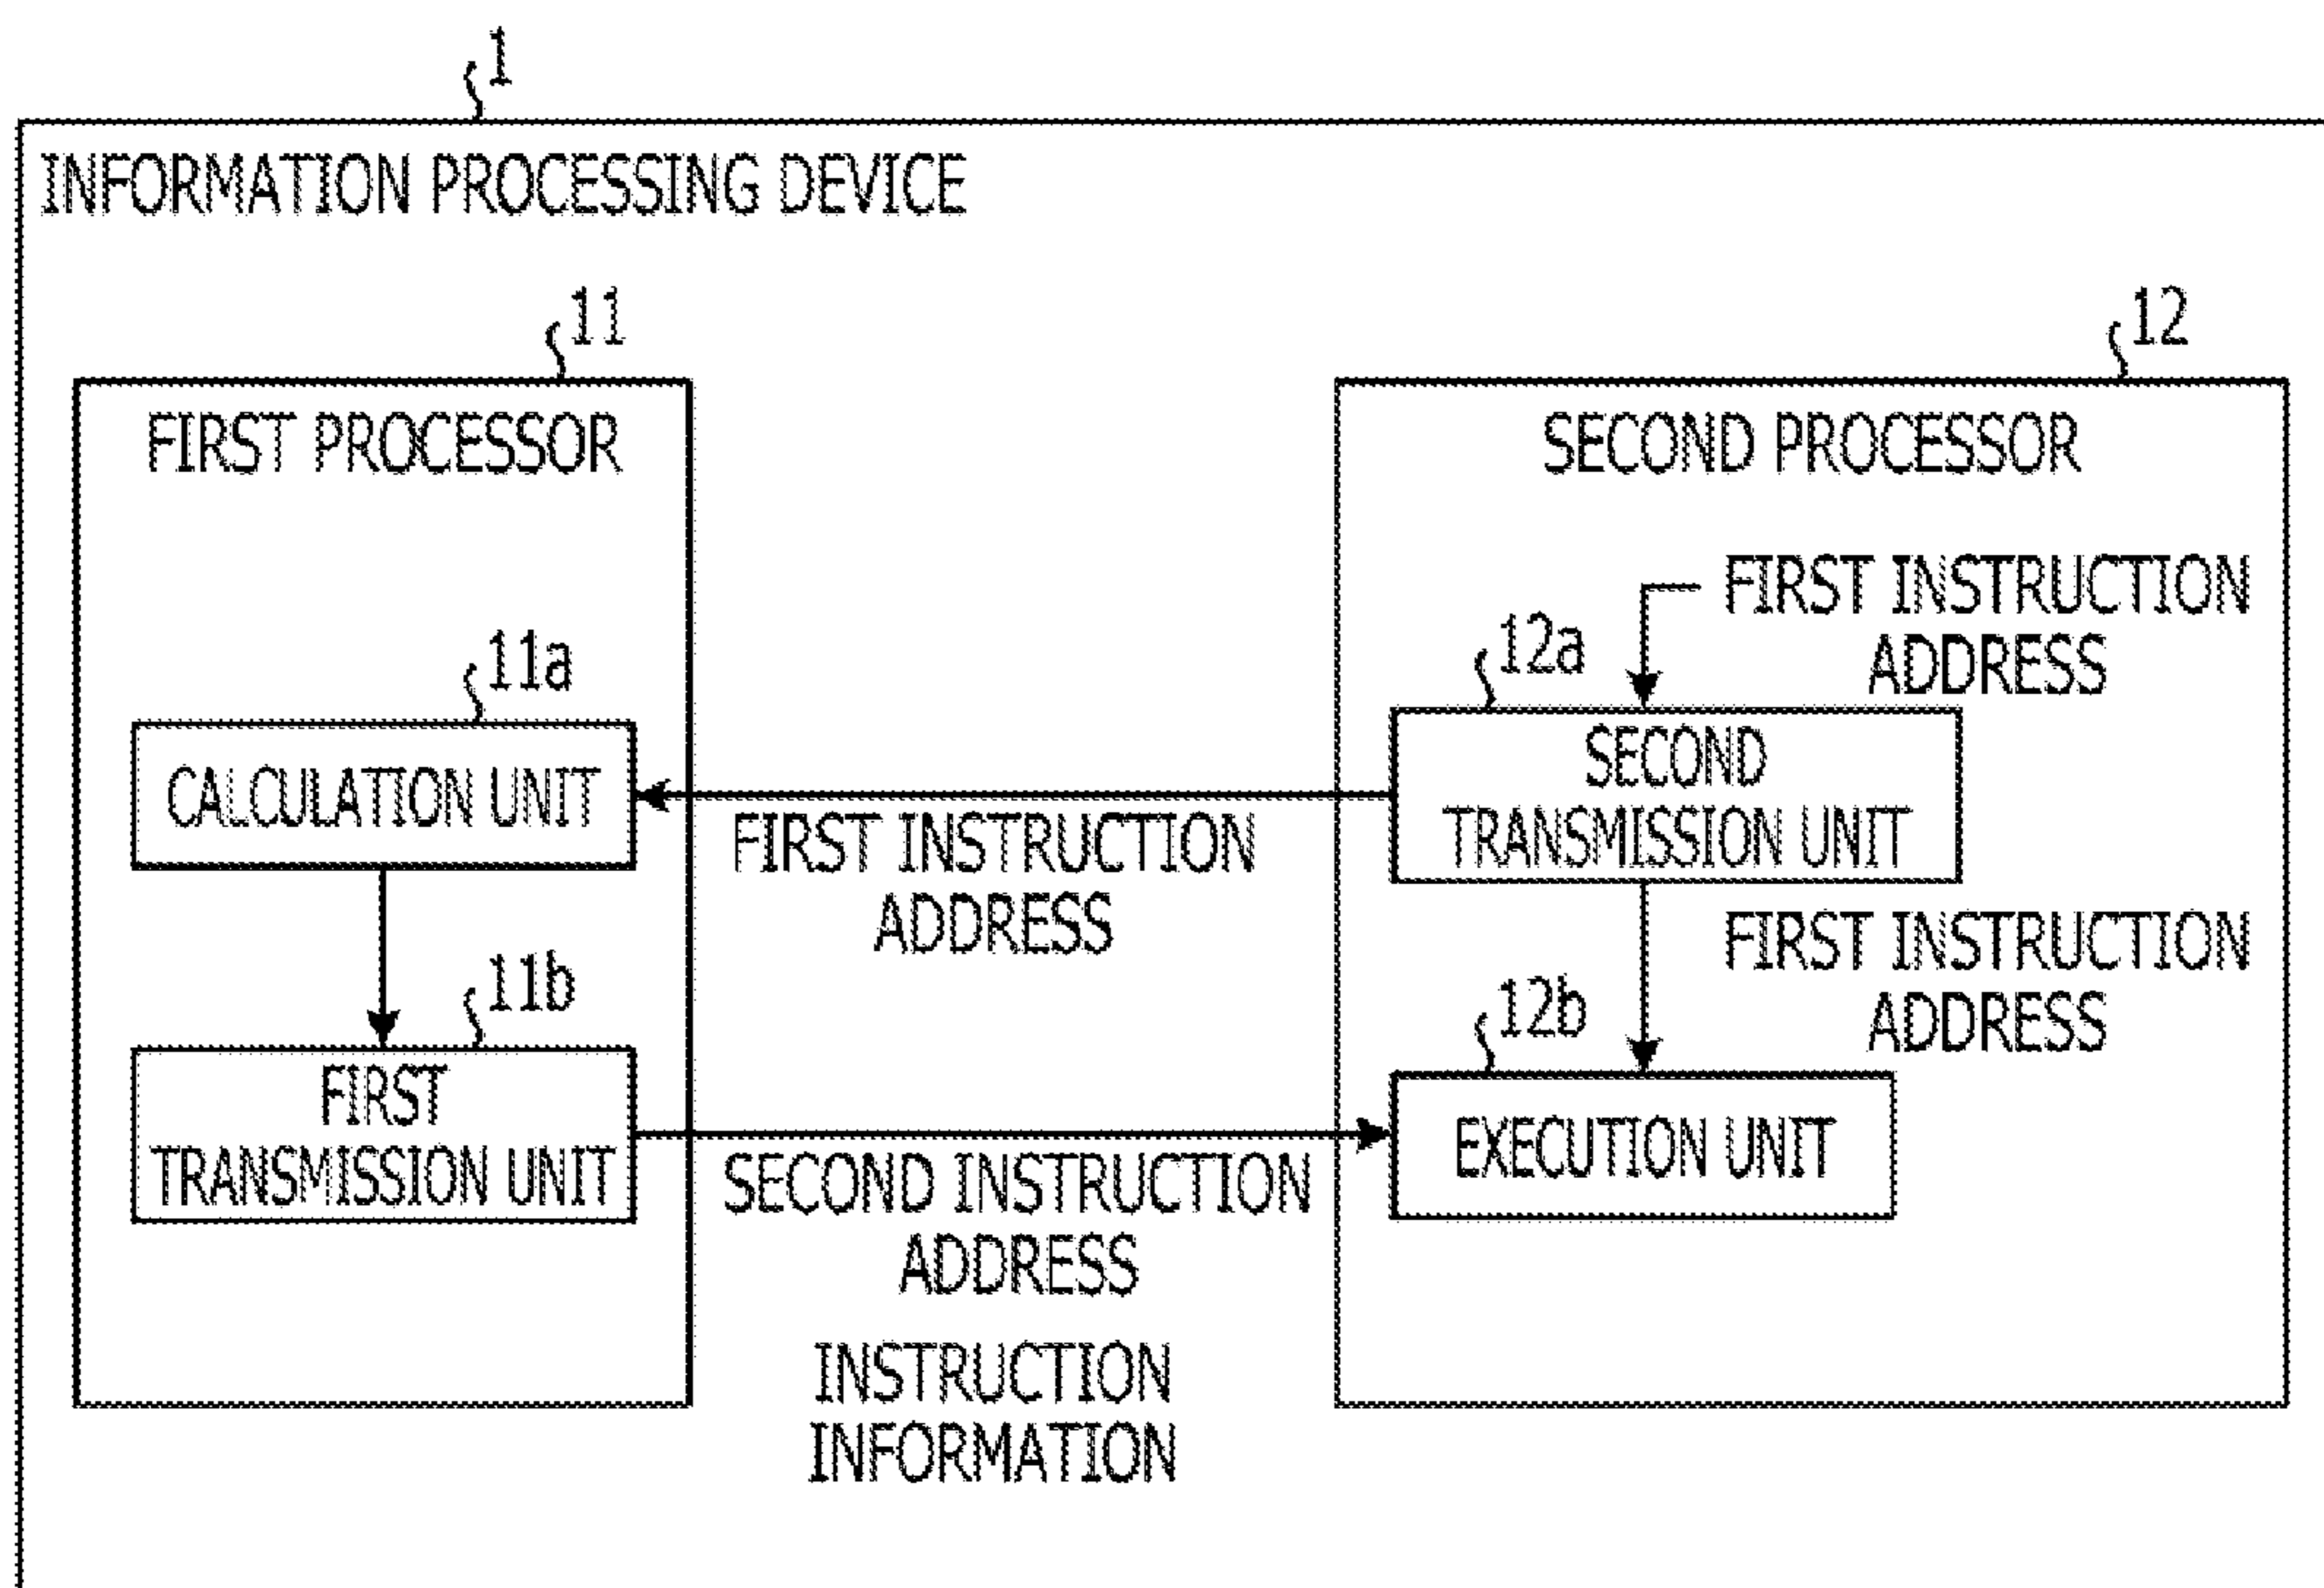 1
INFORMATION PROCESSING DEVICE
11
12
FIRST PROCESSOR
SECOND PROCESSOR
FIRST INSTRUCTION
ADDRESS
11a
12a
CALCULATION UNIT
SECOND
TRANSMISSION UNIT
FIRST INSTRUCTION
ADDRESS
FIRST INSTRUCTION
ADDRESS
11b
12b
FIRST
TRANSMISSION UNIT
EXECUTION UNIT
SECOND INSTRUCTION
ADDRESS
INSTRUCTION
INFORMATION